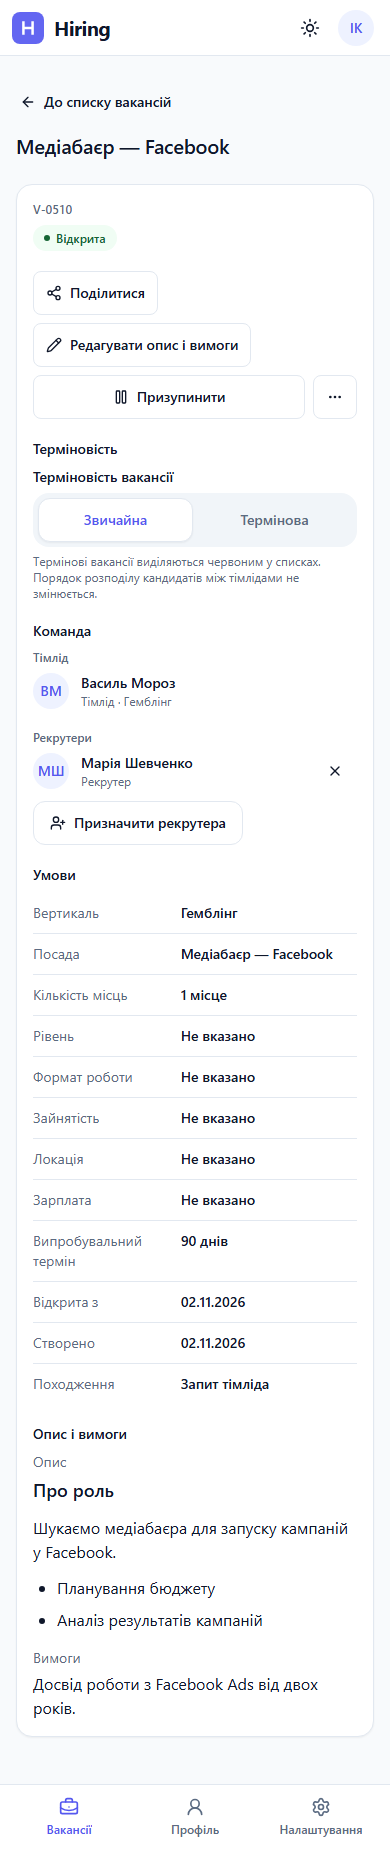 H Hiring
ІК
До списку вакансій
Медіабаєр — Facebook
V-0510
Відкрита
Поділитися
Редагувати опис і вимоги
Призупинити
Терміновість
Терміновість вакансії
Звичайна
Термінова
Термінові вакансії виділяються червоним у списках.
Порядок розподілу кандидатів між тімлідами не
змінюється.
Команда
Тімлід
ВМ
Василь Мороз
Тімлід · Гемблінг
Рекрутери
МШ
Марія Шевченко
Рекрутер
Призначити рекрутера
Умови
Вертикаль Гемблінг
Посада Медіабаєр — Facebook
Кількість місць 1 місце
Рівень Не вказано
Формат роботи Не вказано
Зайнятість Не вказано
Локація Не вказано
Зарплата Не вказано
Випробувальний 90 днів
термін
Відкрита з 02.11.2026
Створено 02.11.2026
Походження Запит тімліда
Опис і вимоги
Опис
Про роль
Шукаємо медіабаєра для запуску кампаній
у Facebook.
• Планування бюджету
• Аналіз результатів кампаній
Вимоги
Досвід роботи з Facebook Ads від двох
років.
Вакансії
Профіль
Налаштування